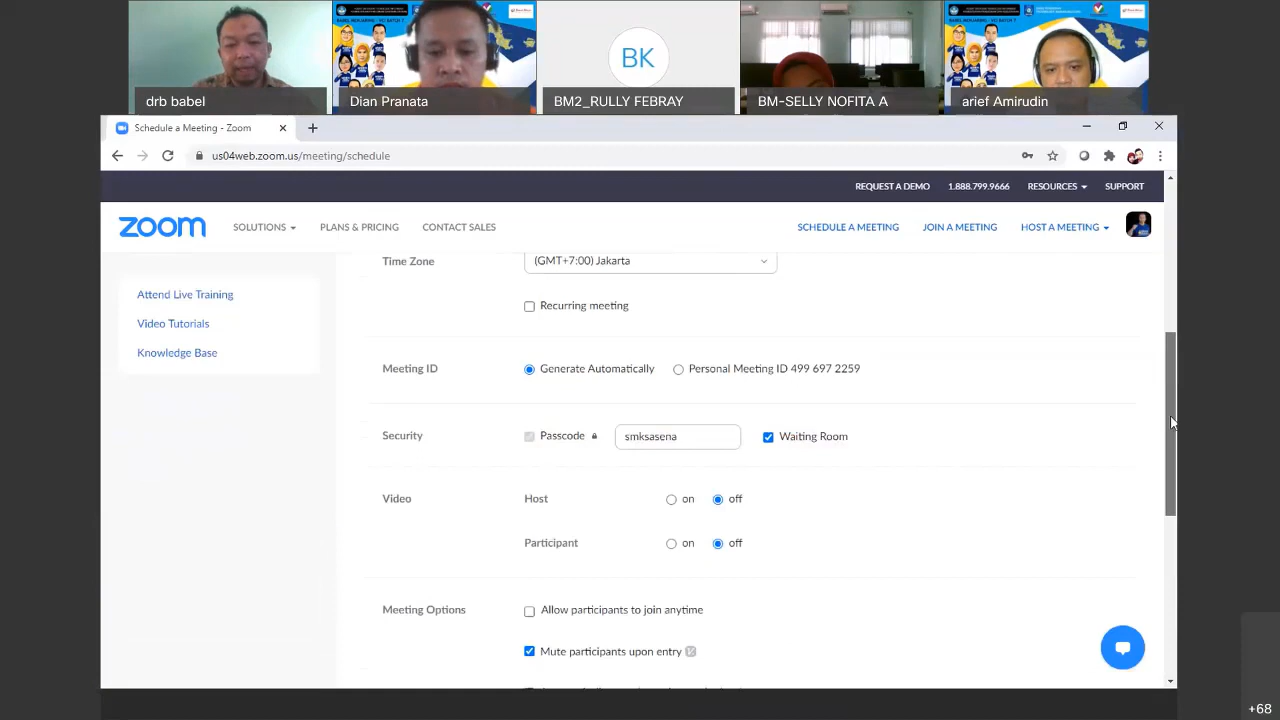 BK
drb babel
Dian Pranata
BM2_RULLY FEBRAY
BM-SELLY NOFITA A
arief Amirudin
Schedule a Meeting - Zoom
us04web.zoom.us/meeting/schedule
REQUEST A DEMO 1.888.799.9666 RESOURCES SUPPORT
zoom SOLUTIONS PLANS & PRICING CONTACT SALES SCHEDULE A MEETING JOIN A MEETING HOST A MEETING
Attend Live Training
Video Tutorials
Knowledge Base
Time Zone (GMT+7:00) Jakarta
Recurring meeting
Meeting ID Generate Automatically Personal Meeting ID 499 697 2259
Security Passcode smksasena Waiting Room
Video Host on off
Participant on off
Meeting Options Allow participants to join anytime
Mute participants upon entry
+68